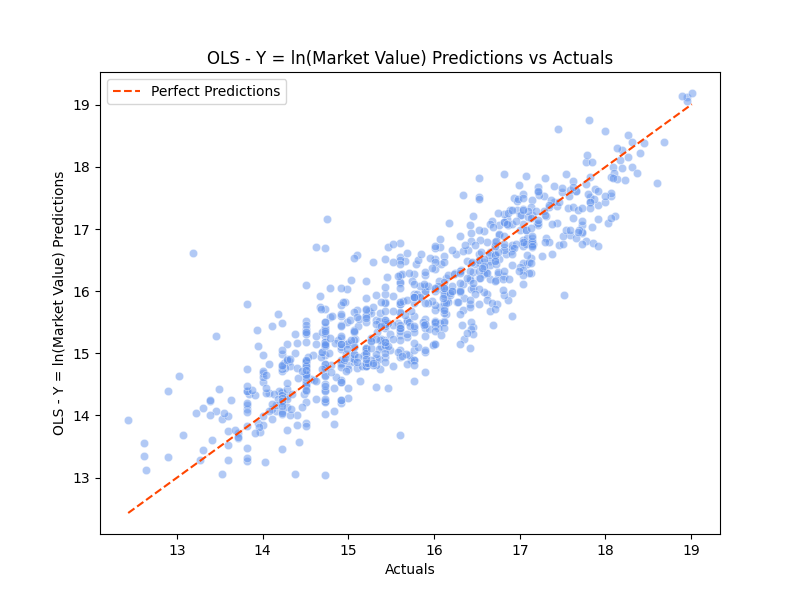 OLS - Y = ln(Market Value) Predictions vs Actuals
Perfect Predictions
OLS - Y = ln(Market Value) Predictions
19
18
17
16
15
14
13
13 14 15 16 17 18 19
Actuals